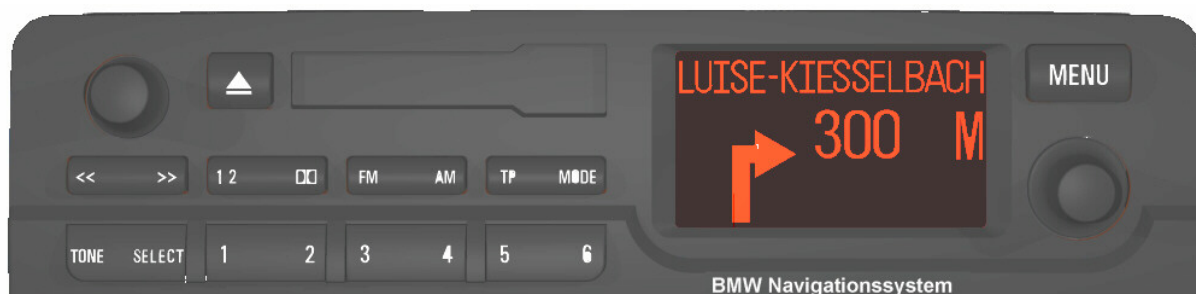 LUISE-KIESSELBACH
MENU
300 M
<< >>
1 2
FM AM
TP MODE
TONE SELECT
1 2
3 4
5 6
BMW Navigationssystem